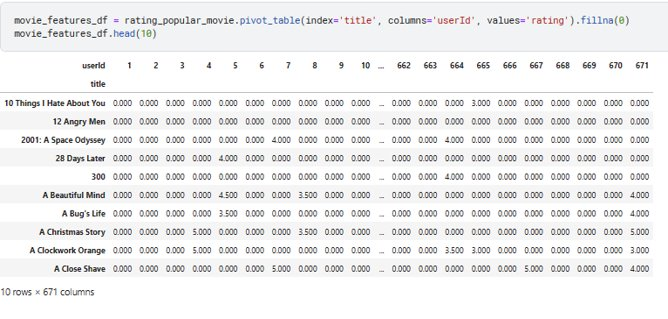 movie_features_df = rating_popular_movie.pivot_table(index='title', columns='userId', values='rating').fillna(0)
movie_features_df.head(10)
userId 1 2 3 4 5 6 7 8 9 10 ... 662 663 664 665 666 667 668 669 670 671
title
10 Things I Hate About You 0.000 0.000 0.000 0.000 0.000 0.000 0.000 0.000 0.000 0.000 ... 0.000 0.000 0.000 3.000 0.000 0.000 0.000 0.000 0.000 0.000
12 Angry Men 0.000 0.000 0.000 0.000 0.000 0.000 0.000 0.000 0.000 0.000 ... 0.000 0.000 0.000 0.000 0.000 0.000 0.000 0.000 0.000 0.000
2001: A Space Odyssey 0.000 0.000 0.000 0.000 0.000 0.000 4.000 0.000 0.000 0.000 ... 0.000 0.000 4.000 0.000 0.000 0.000 0.000 0.000 0.000 0.000
28 Days Later 0.000 0.000 0.000 0.000 4.000 0.000 0.000 0.000 0.000 0.000 ... 0.000 0.000 0.000 0.000 0.000 0.000 0.000 0.000 0.000 0.000
300 0.000 0.000 0.000 0.000 0.000 0.000 0.000 0.000 0.000 0.000 ... 0.000 0.000 4.000 0.000 0.000 0.000 0.000 0.000 0.000 0.000
A Beautiful Mind 0.000 0.000 0.000 0.000 4.500 0.000 0.000 3.500 0.000 0.000 ... 0.000 0.000 0.000 0.000 0.000 0.000 0.000 0.000 0.000 4.000
A Bug's Life 0.000 0.000 0.000 0.000 3.500 0.000 0.000 0.000 0.000 0.000 ... 0.000 0.000 0.000 0.000 0.000 0.000 0.000 0.000 0.000 4.000
A Christmas Story 0.000 0.000 0.000 5.000 0.000 0.000 0.000 3.500 0.000 0.000 ... 0.000 0.000 0.000 0.000 0.000 0.000 0.000 0.000 0.000 5.000
A Clockwork Orange 0.000 0.000 0.000 5.000 0.000 0.000 0.000 0.000 0.000 0.000 ... 0.000 0.000 3.500 3.000 0.000 0.000 0.000 0.000 0.000 3.000
A Close Shave 0.000 0.000 0.000 0.000 0.000 0.000 5.000 0.000 0.000 0.000 ... 0.000 0.000 0.000 0.000 0.000 5.000 0.000 0.000 0.000 4.000
10 rows × 671 columns